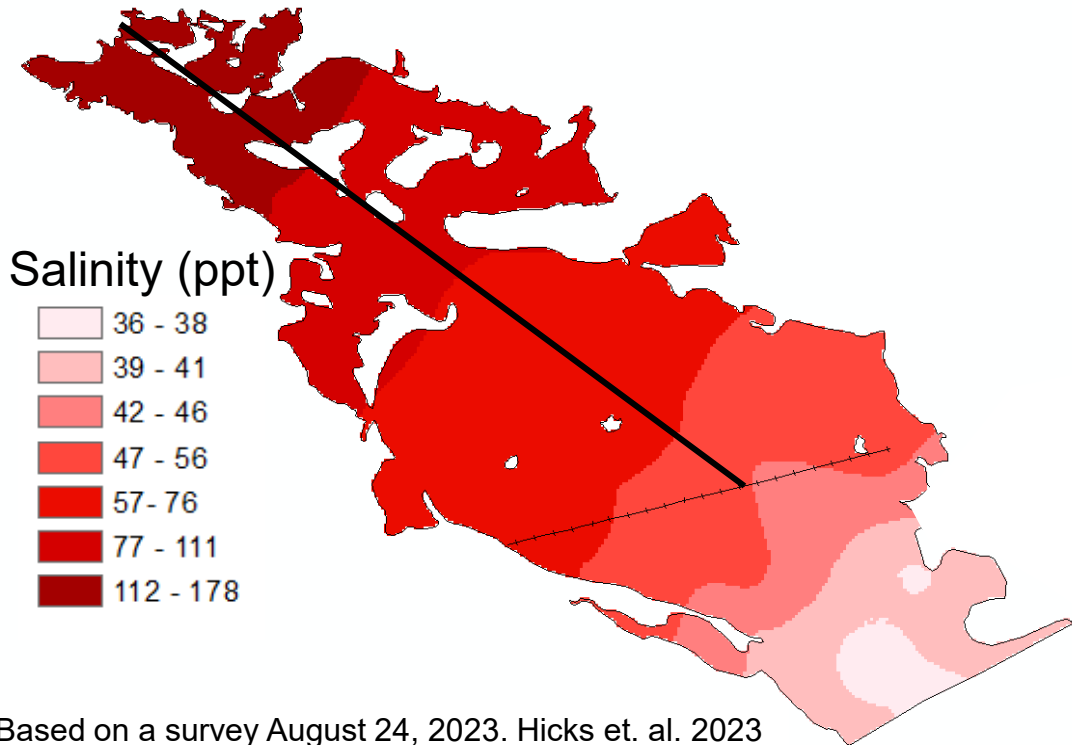 Salinity (ppt)
36 - 38
39 - 41
42 - 46
47 - 56
57- 76
77 - 111
112 - 178
Based on a survey August 24, 2023. Hicks et. al. 2023